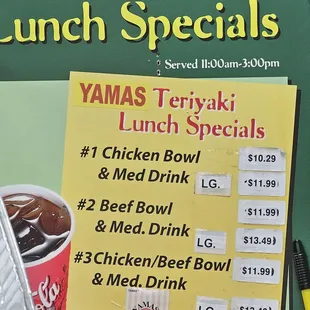 Lunch Specials
Served 11:00am-3:00pm
YAMAS Teriyaki
Lunch Specials
#1 Chicken Bowl $10.29
& Med Drink LG. $11.99
#2 Beef Bowl $11.99
& Med. Drink LG. $13.49
#3 Chicken/Beef Bowl $11.99
& Med. Drink LG.